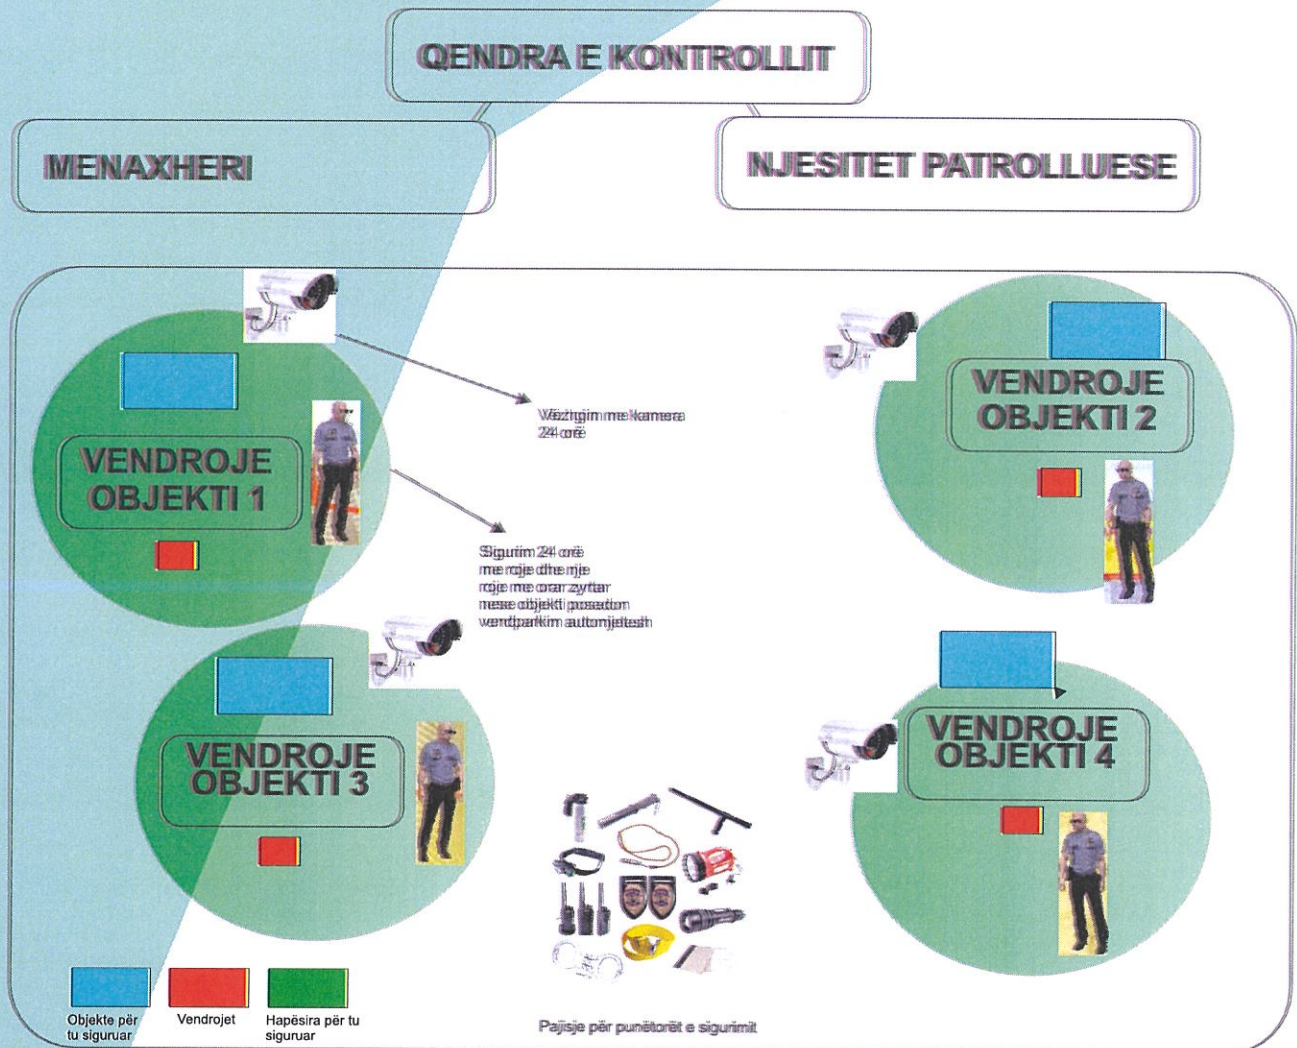 QENDRA E KONTROLLIT
MENAXHERI
NJESITET PATROLLUESE
VENDROJE
OBJEKTI 1
VENDROJE
OBJEKTI 2
Vëzhgim me kamera
24 orë
Sigurim 24 orë
me roje dhe nje
roje me orar zyrtar
nese objekti posedon
vendparkim automjetesh
VENDROJE
OBJEKTI 3
VENDROJE
OBJEKTI 4
Objekte për
tu siguruar
Vendrojet
Hapësira për tu
siguruar
Pajisje për punëtorët e sigurimit